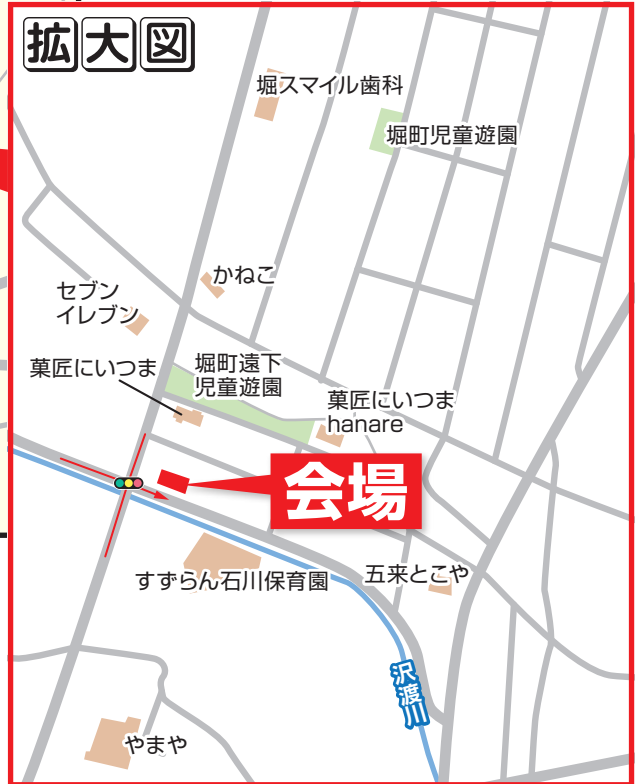 拡大図
堀スマイル歯科
堀町児童遊園
かねこ
セブン
イレブン
菓匠にいつま
堀町遠下
児童遊園
菓匠にいつま
hanare
会場
すずらん石川保育園
五来とこや
沢渡川
やまや